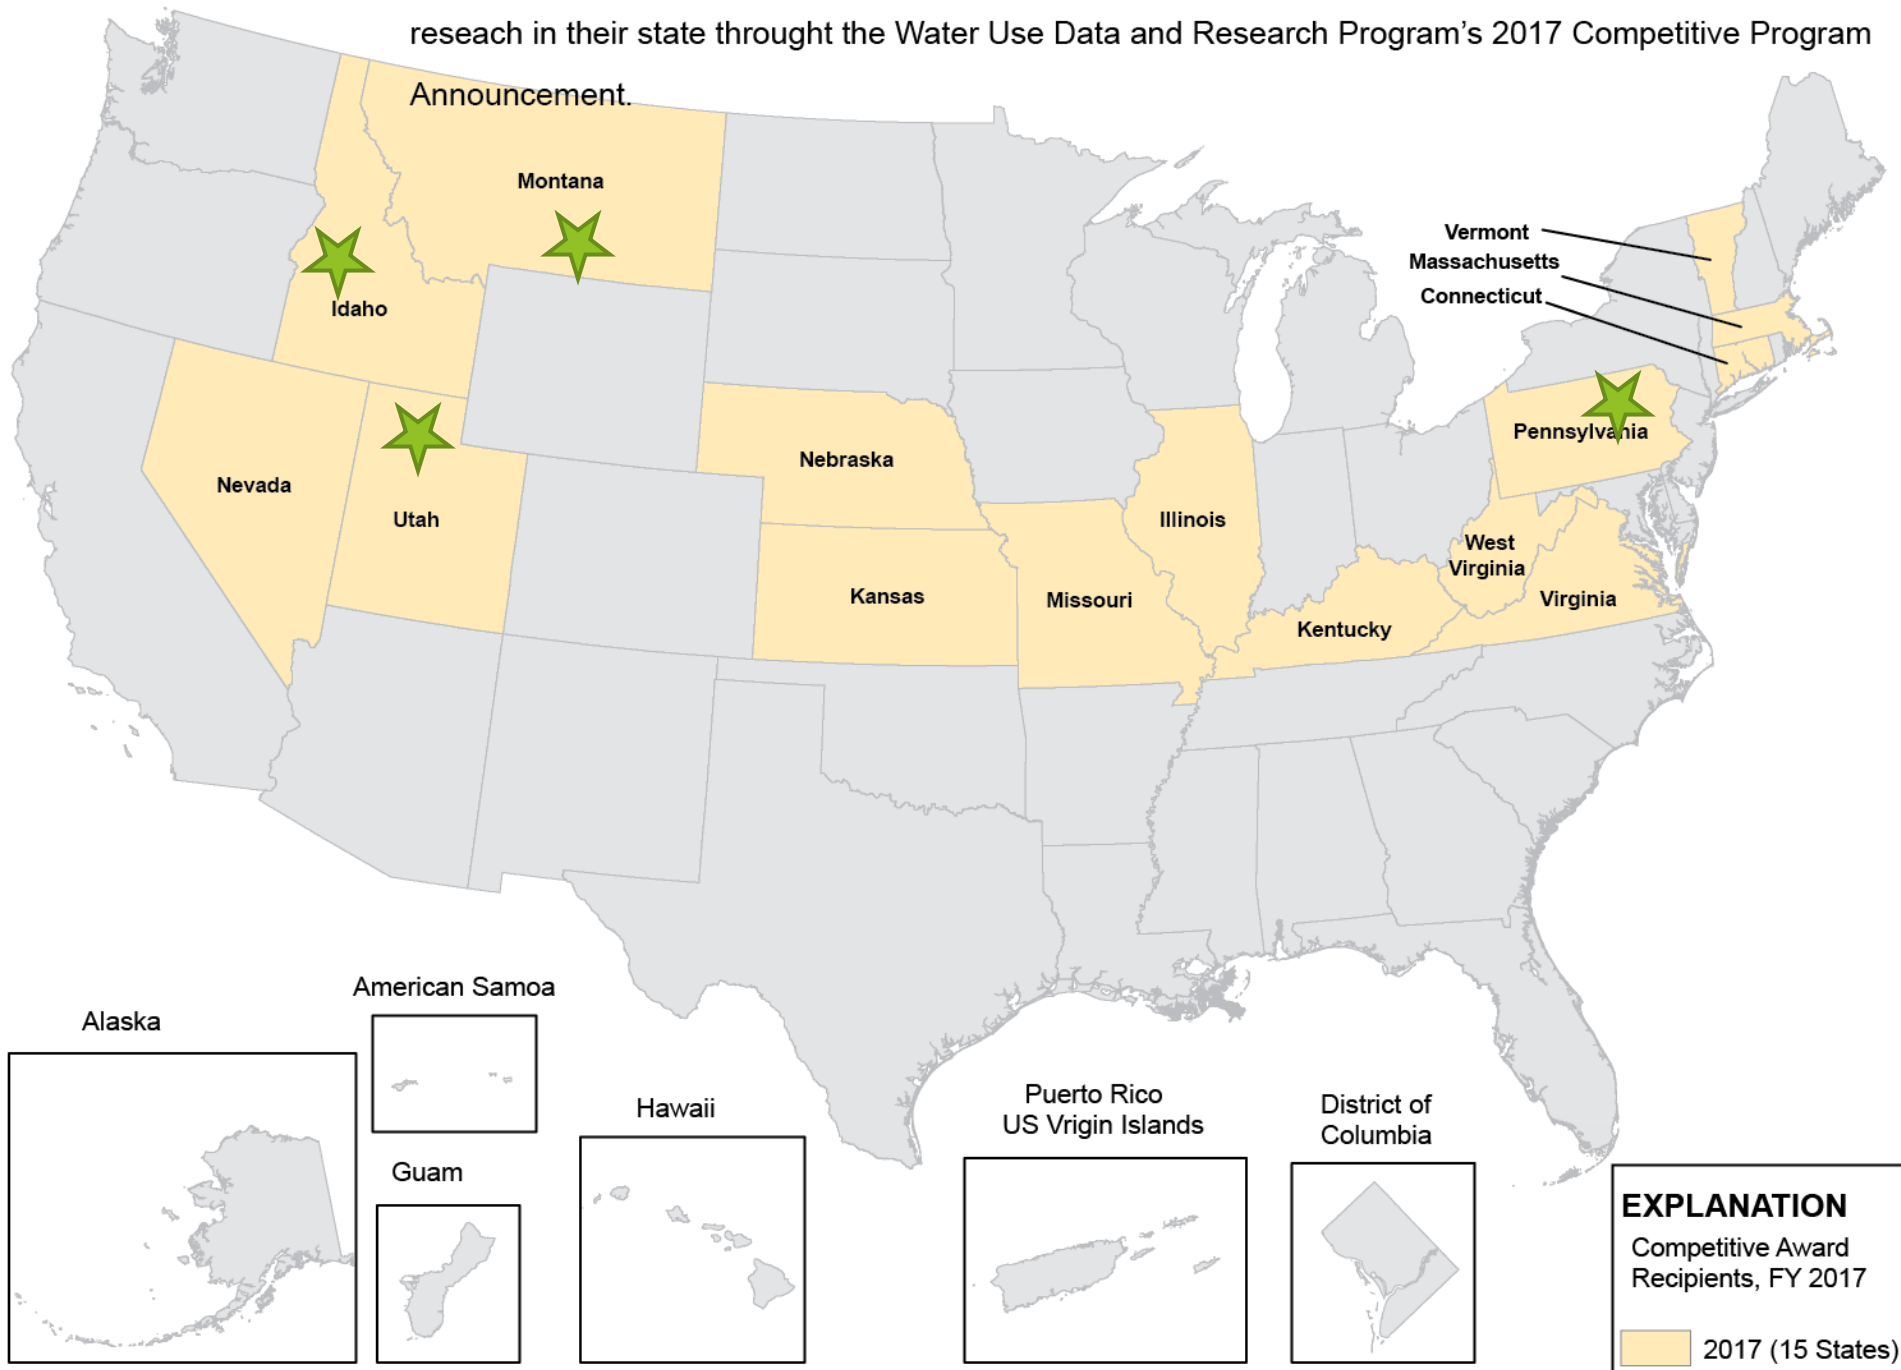 reseach in their state throught the Water Use Data and Research Program's 2017 Competitive Program
Announcement.
Montana
Idaho
Vermont
Massachusetts
Connecticut
Pennsylvania
Nebraska
Nevada
Utah
Illinois
West
Virginia
Kansas
Missouri
Virginia
Kentucky
American Samoa
Alaska
Hawaii
Puerto Rico
US Vrigin Islands
District of
Columbia
Guam
EXPLANATION
Competitive Award
Recipients, FY 2017
2017 (15 States)